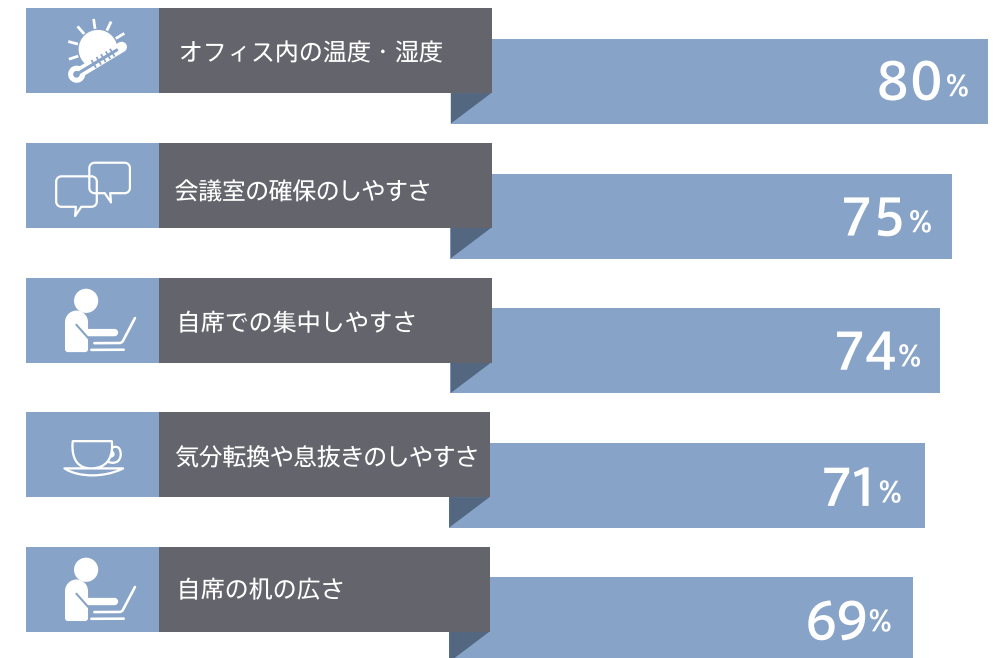 オフィス内の温度・湿度
80%
会議室の確保のしやすさ
75%
自席での集中しやすさ
74%
気分転換や息抜きのしやすさ
71%
自席の机の広さ
69%